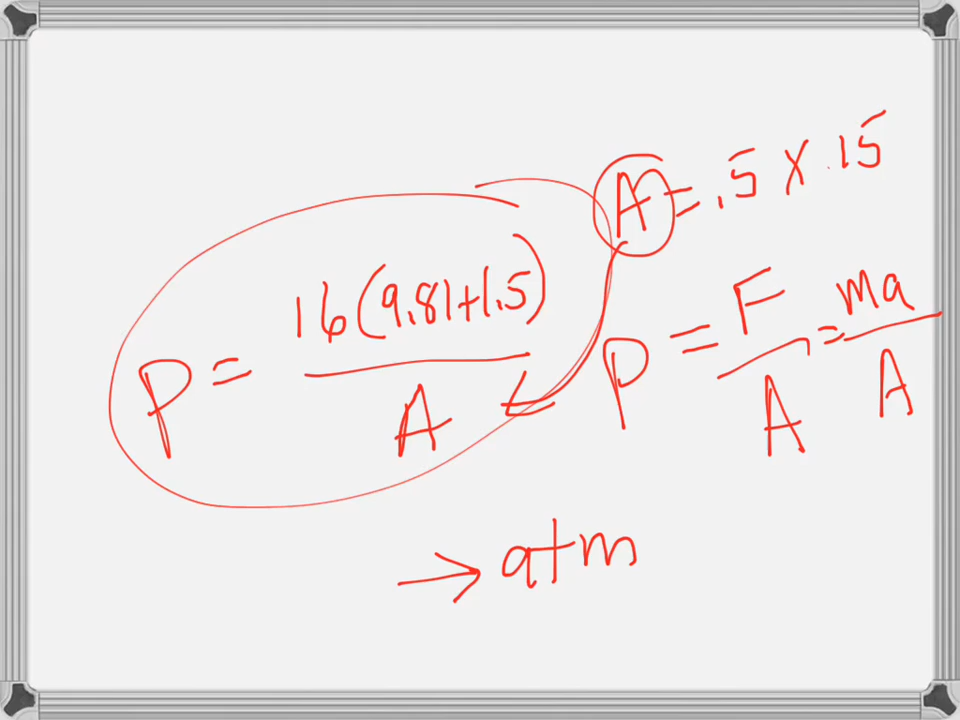 A = .5 X .15
P = 16(9.81+1.5) / A
P = F / A = ma / A
→ atm